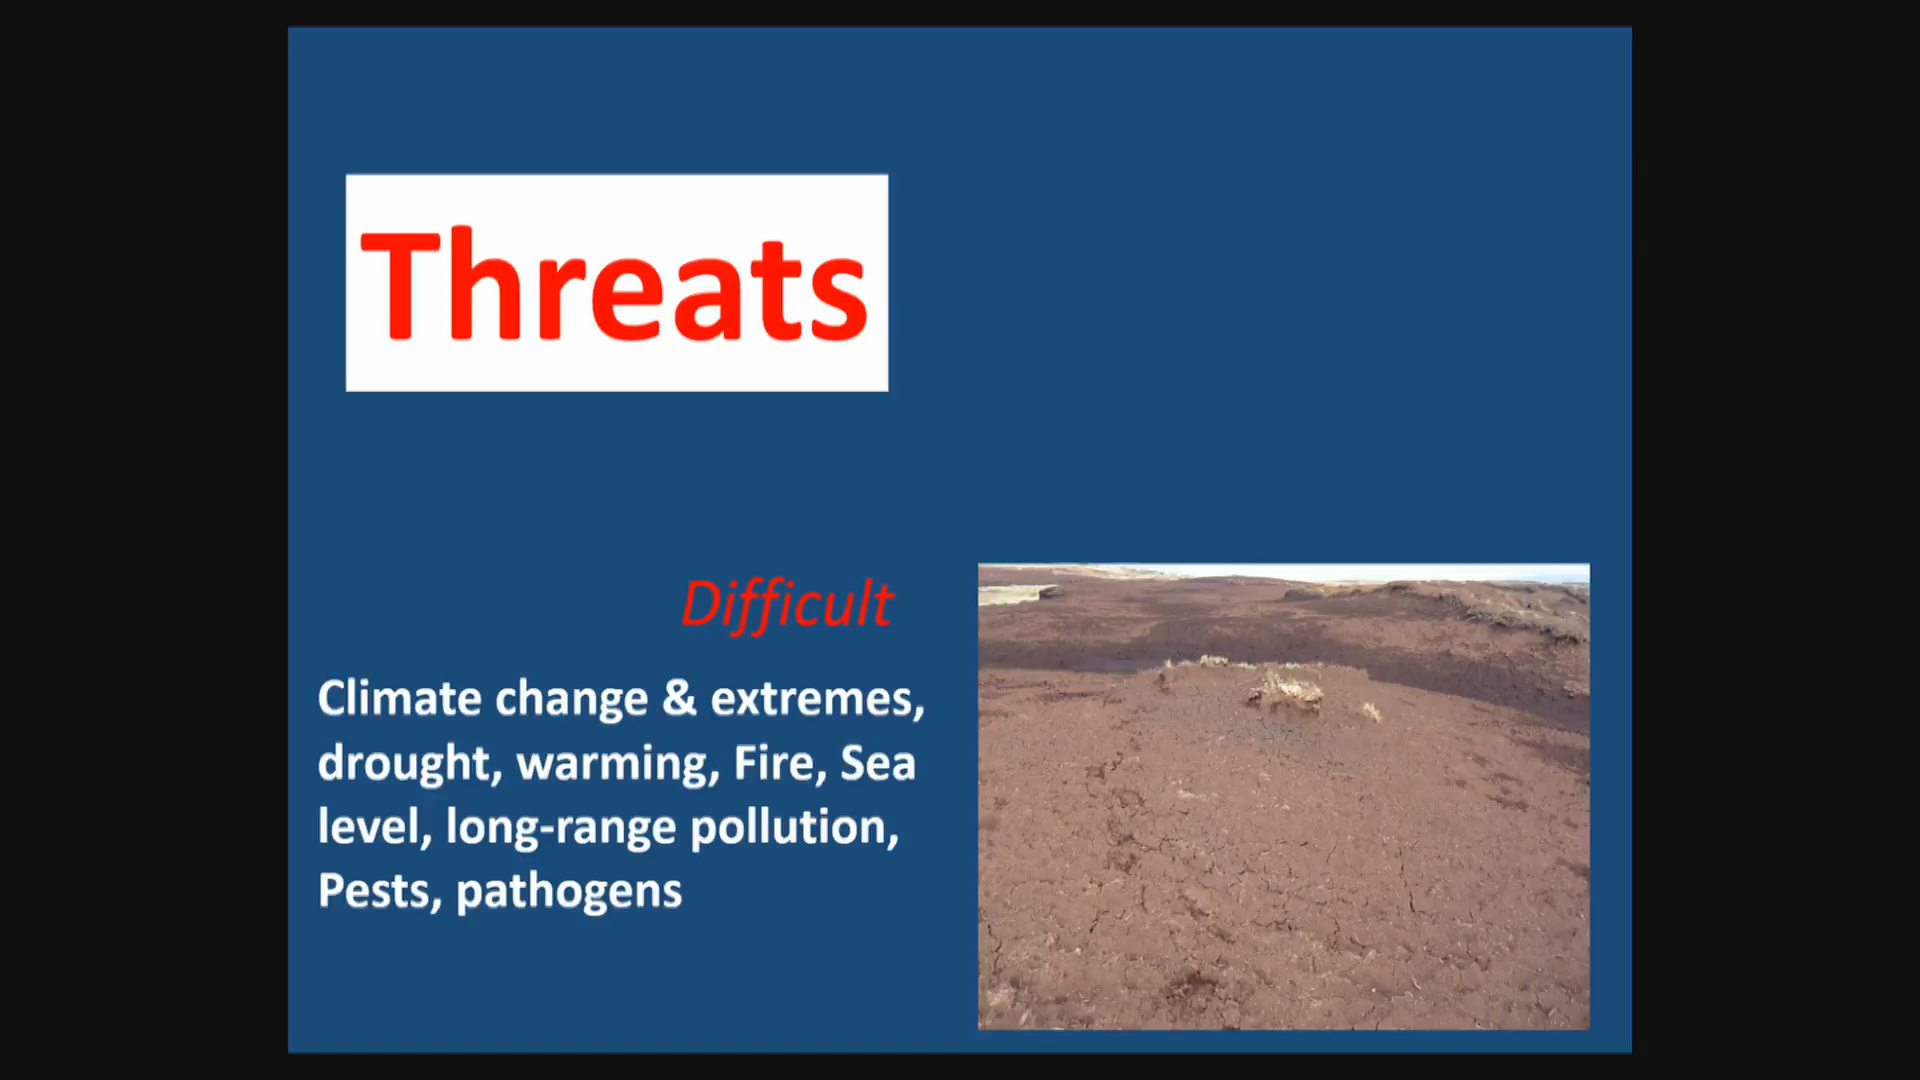 Threats
Difficult
Climate change & extremes,
drought, warming, Fire, Sea
level, long-range pollution,
Pests, pathogens